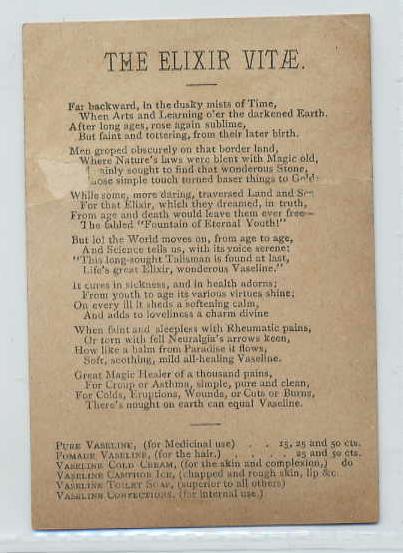 THE ELIXIR VITÆ.
Far backward, in the dusky mists of Time,
When Arts and Learning o'er the darkened Earth.
After long ages, rose again sublime,
But faint and tottering, from their later birth.
Men groped obscurely on that border land,
Where Nature's laws were blent with Magic old,
ainly sought to find that wonderous Stone,
hose simple touch turned baser things to Gold:
While some, more daring, traversed Land and Sea
For that Elixir, which they dreamed, in truth,
From age and death would leave them ever free—
The fabled "Fountain of Eternal Youth!"
But lo! the World moves on, from age to age,
And Science tells us, with its voice serene:
"This long-sought Talisman is found at last,
Life's great Elixir, wonderous Vaseline."
It cures in sickness, and in health adorns;
From youth to age its various virtues shine;
On every ill it sheds a softening calm,
And adds to loveliness a charm divine
When faint and sleepless with Rheumatic pains,
Or torn with fell Neuralgia's arrows keen,
How like a balm from Paradise it flows,
Soft, soothing, mild all-healing Vaseline.
Great Magic Healer of a thousand pains,
For Croup or Asthma, simple, pure and clean,
For Colds, Eruptions, Wounds, or Cuts or Burns,
There's nought on earth can equal Vaseline.
PURE VASELINE, (for Medicinal use) . . 15, 25 and 50 cts.
POMADE VASELINE, (for the hair.) . . . . 25 and 50 cts.
VASELINE COLD CREAM, (for the skin and complexion,) do
VASELINE CAMPHOR ICE, (chapped and rough skin, lip &c.
VASELINE TOILET SOAP, (superior to all others)
VASELINE CONFECTIONS, (for internal use.)